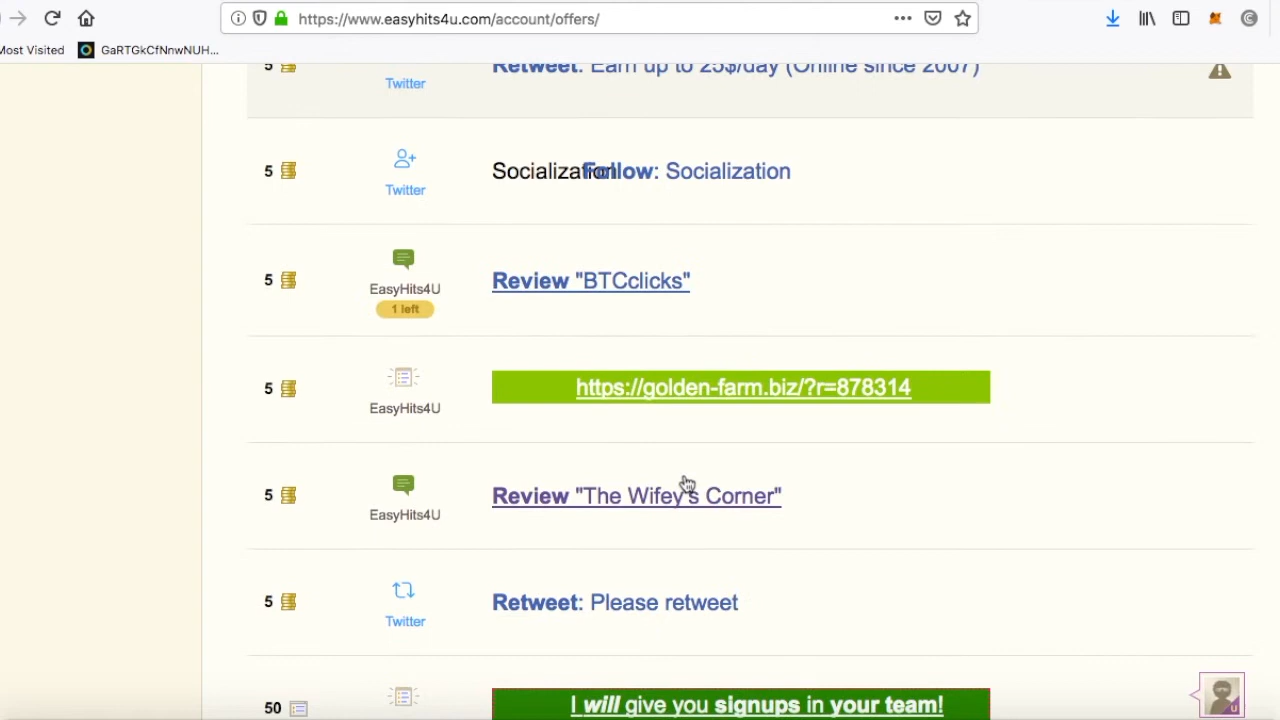 https://www.easyhits4u.com/account/offers/
Most Visited GaRTGkCfNnwNUH...
5 Retweet: Earn up to 25$/day (Online since 2007)
Twitter
5 Socialization Follow: Socialization
Twitter
5 Review "BTCclicks"
EasyHits4U
1 left
5 https://golden-farm.biz/?r=878314
EasyHits4U
5 Review "The Wifey's Corner"
EasyHits4U
5 Retweet: Please retweet
Twitter
50 I will give you signups in your team!
u